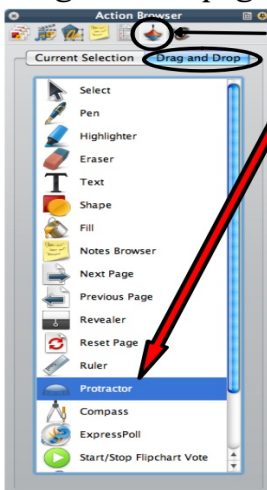 Action Browser
Current Selection Drag and Drop
Select
Pen
Highlighter
Eraser
Text
Shape
Fill
Notes Browser
Next Page
Previous Page
Revealer
Reset Page
Ruler
Protractor
Compass
ExpressPoll
Start/Stop Flipchart Vote